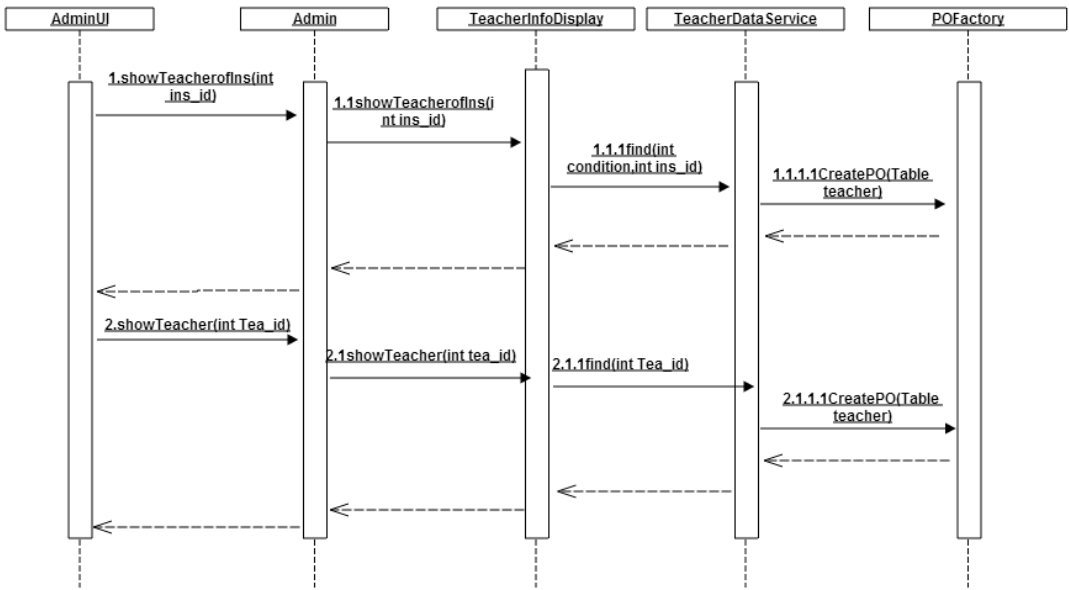 AdminUI
Admin
TeacherInfoDisplay
TeacherDataService
POFactory
1.showTeacherofIns(int
ins_id)
1.1showTeacherofIns(i
nt ins_id)
1.1.1find(int
condition,int ins_id)
1.1.1.1CreatePO(Table
teacher)
2.showTeacher(int Tea_id)
2.1showTeacher(int tea_id)
2.1.1find(int Tea_id)
2.1.1.1CreatePO(Table
teacher)